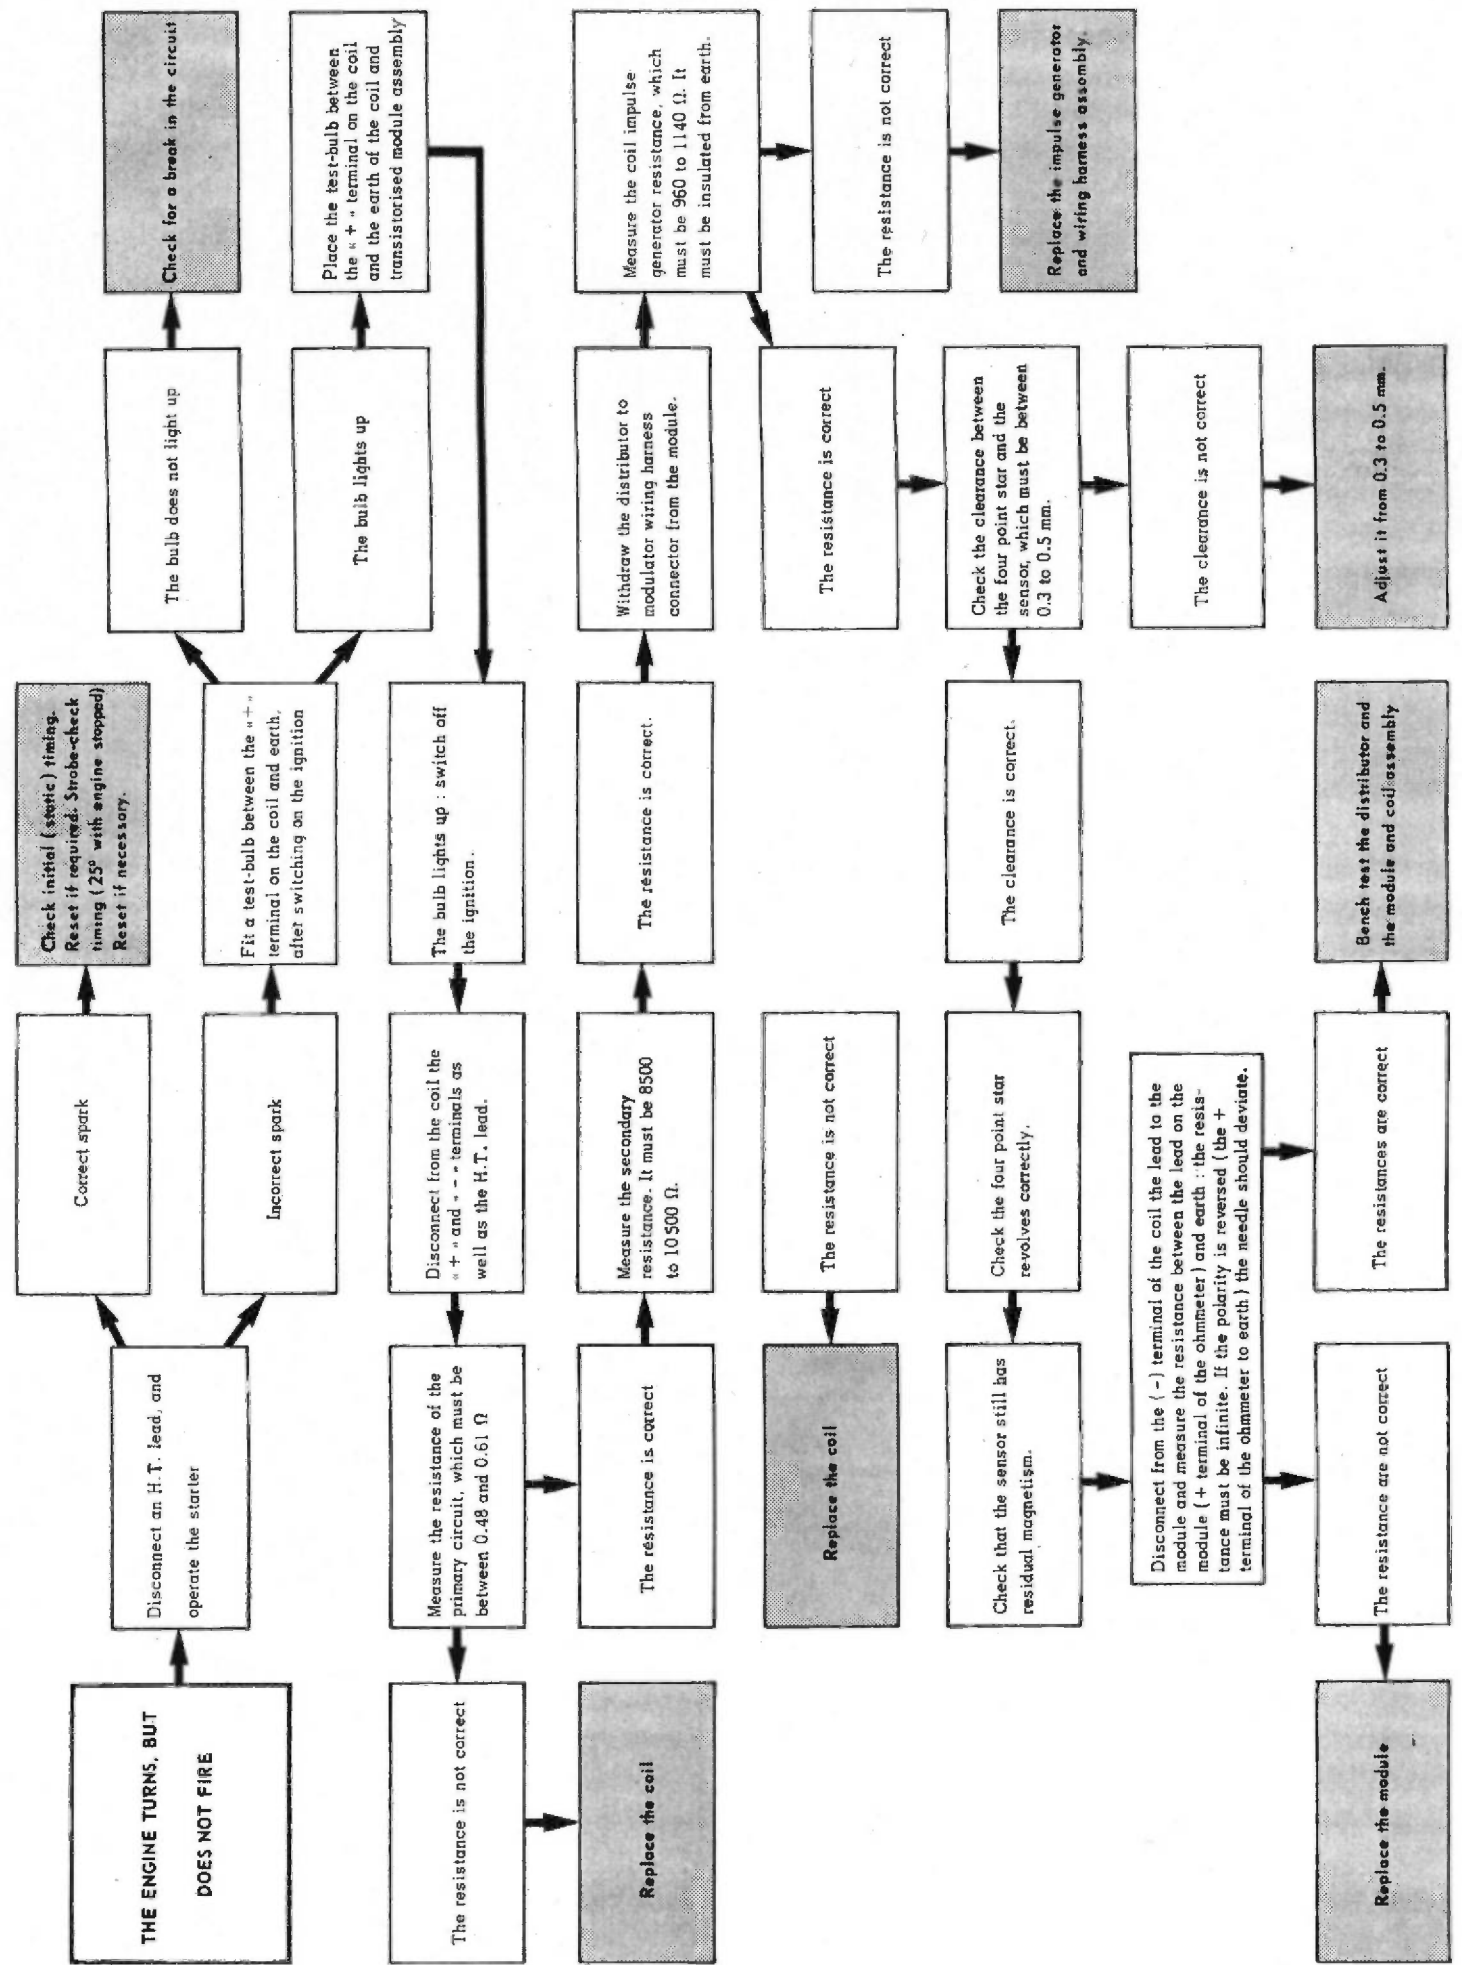 THE ENGINE TURNS, BUT
DOES NOT FIRE
Disconnect an H.T. lead, and
operate the starter
Correct spark
Check initial (static) timing.
Reset if required. Strobe-check
timing (25° with engine stopped)
Reset if necessary.
Incorrect spark
Fit a test-bulb between the «+»
terminal on the coil and earth,
after switching on the ignition
The bulb does not light up
Check for a break in the circuit
The bulb lights up
Place the test-bulb between
the «+» terminal on the coil
and the earth of the coil and
transistorised module assembly
The bulb lights up : switch off
the ignition.
Disconnect from the coil the
«+» and «-» terminals as
well as the H.T. lead.
Measure the resistance of the
primary circuit, which must be
between 0.48 and 0.61 Ω
The resistance is not correct
Replace the coil
The resistance is correct
Measure the secondary
resistance. It must be 8500
to 10500 Ω.
The resistance is correct.
Withdraw the distributor to
modulator wiring harness
connector from the module.
Measure the coil impulse
generator resistance, which
must be 960 to 1140 Ω. It
must be insulated from earth.
The resistance is not correct
Replace the coil
The resistance is correct
The resistance is not correct
Replace the impulse generator
and wiring harness assembly.
Check the clearance between
the four point star and the
sensor, which must be between
0.3 to 0.5 mm.
The clearance is correct.
Check the four point star
revolves correctly.
Check that the sensor still has
residual magnetism.
The clearance is not correct
Adjust it from 0.3 to 0.5 mm.
Disconnect from the (-) terminal of the coil the lead to the
module and measure the resistance between the lead on the
module (+ terminal of the ohmmeter) and earth : the resis-
tance must be infinite. If the polarity is reversed (the +
terminal of the ohmmeter to earth) the needle should deviate.
The resistances are correct
Bench test the distributor and
the module and coil assembly
The resistance are not correct
Replace the module